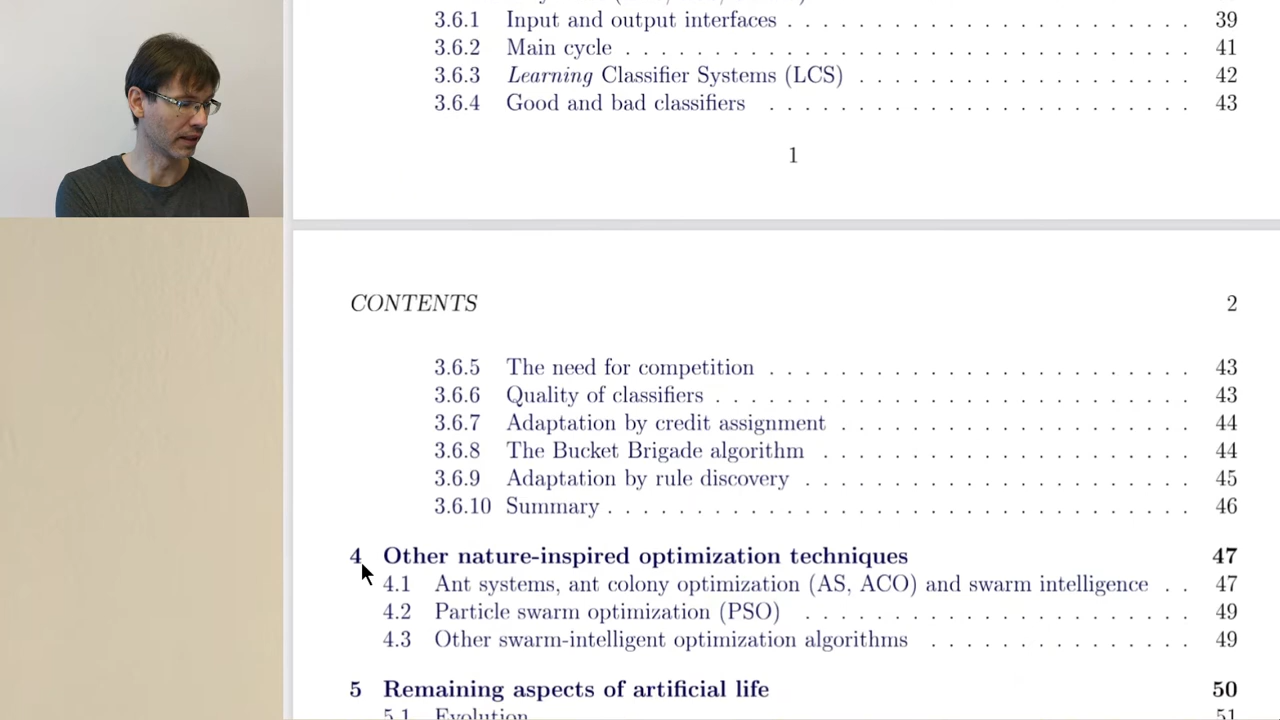 3.6.1 Input and output interfaces . . . . . . . . . . . . . . . . . . . . . . . 39
3.6.2 Main cycle . . . . . . . . . . . . . . . . . . . . . . . . . . . . . . . . 41
3.6.3 Learning Classifier Systems (LCS) . . . . . . . . . . . . . . . . . . . 42
3.6.4 Good and bad classifiers . . . . . . . . . . . . . . . . . . . . . . . . 43
1
CONTENTS 2
3.6.5 The need for competition . . . . . . . . . . . . . . . . . . . . . . . . 43
3.6.6 Quality of classifiers . . . . . . . . . . . . . . . . . . . . . . . . . . . 43
3.6.7 Adaptation by credit assignment . . . . . . . . . . . . . . . . . . . . 44
3.6.8 The Bucket Brigade algorithm . . . . . . . . . . . . . . . . . . . . . 44
3.6.9 Adaptation by rule discovery . . . . . . . . . . . . . . . . . . . . . . 45
3.6.10 Summary . . . . . . . . . . . . . . . . . . . . . . . . . . . . . . . . . 46
4 Other nature-inspired optimization techniques 47
4.1 Ant systems, ant colony optimization (AS, ACO) and swarm intelligence . . 47
4.2 Particle swarm optimization (PSO) . . . . . . . . . . . . . . . . . . . . . . 49
4.3 Other swarm-intelligent optimization algorithms . . . . . . . . . . . . . . . 49
5 Remaining aspects of artificial life 50
5.1 Evolution 51